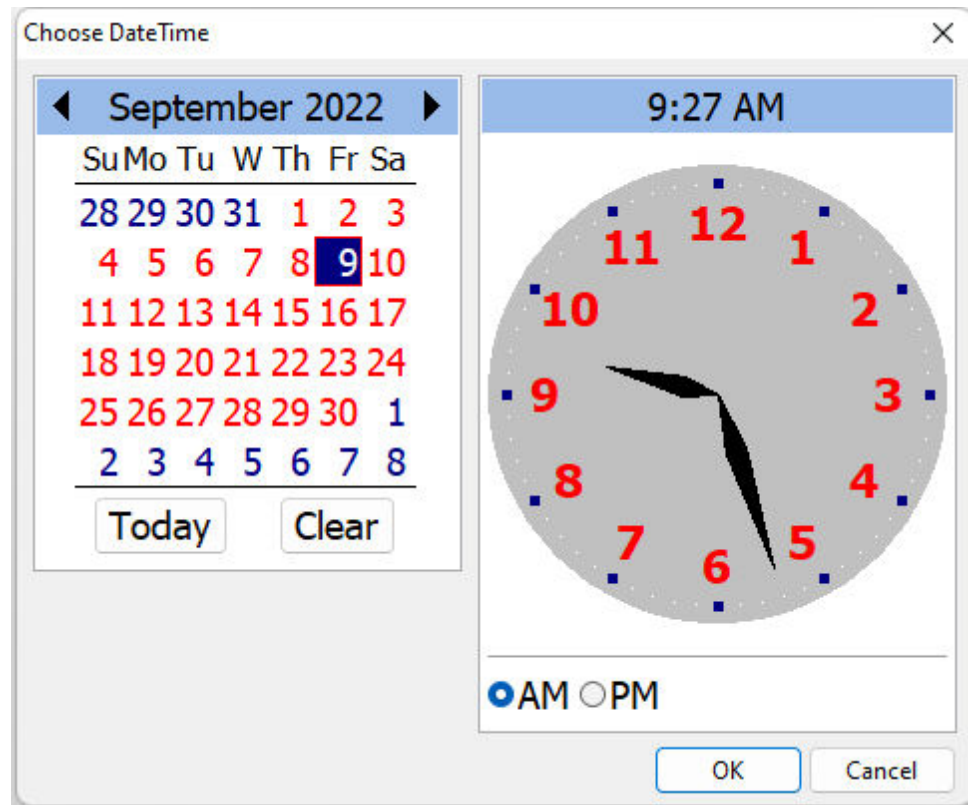 Choose DateTime
September 2022
Su Mo Tu W Th Fr Sa
28 29 30 31 1 2 3
4 5 6 7 8 9 10
11 12 13 14 15 16 17
18 19 20 21 22 23 24
25 26 27 28 29 30 1
2 3 4 5 6 7 8
Today Clear
9:27 AM
12
11 1
10 2
9 3
8 4
7 5
6
AM PM
OK Cancel